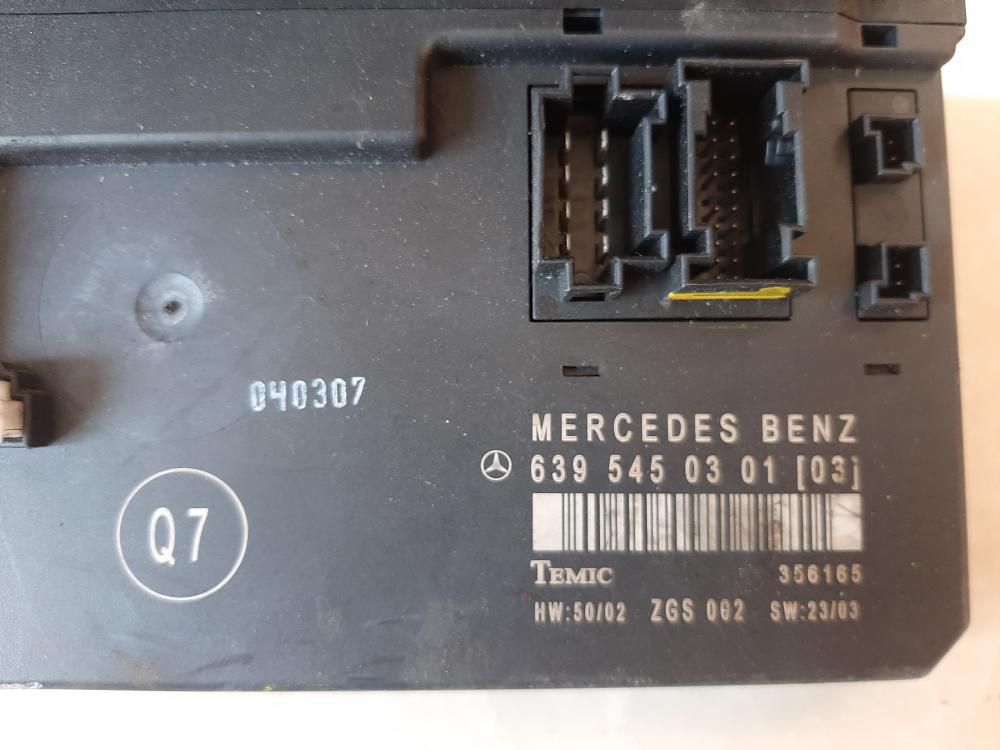 040307
MERCEDES BENZ
639 545 03 01 [03]
Q7
TEMIC 356165
HW:50/02 ZGS 002 SW:23/03